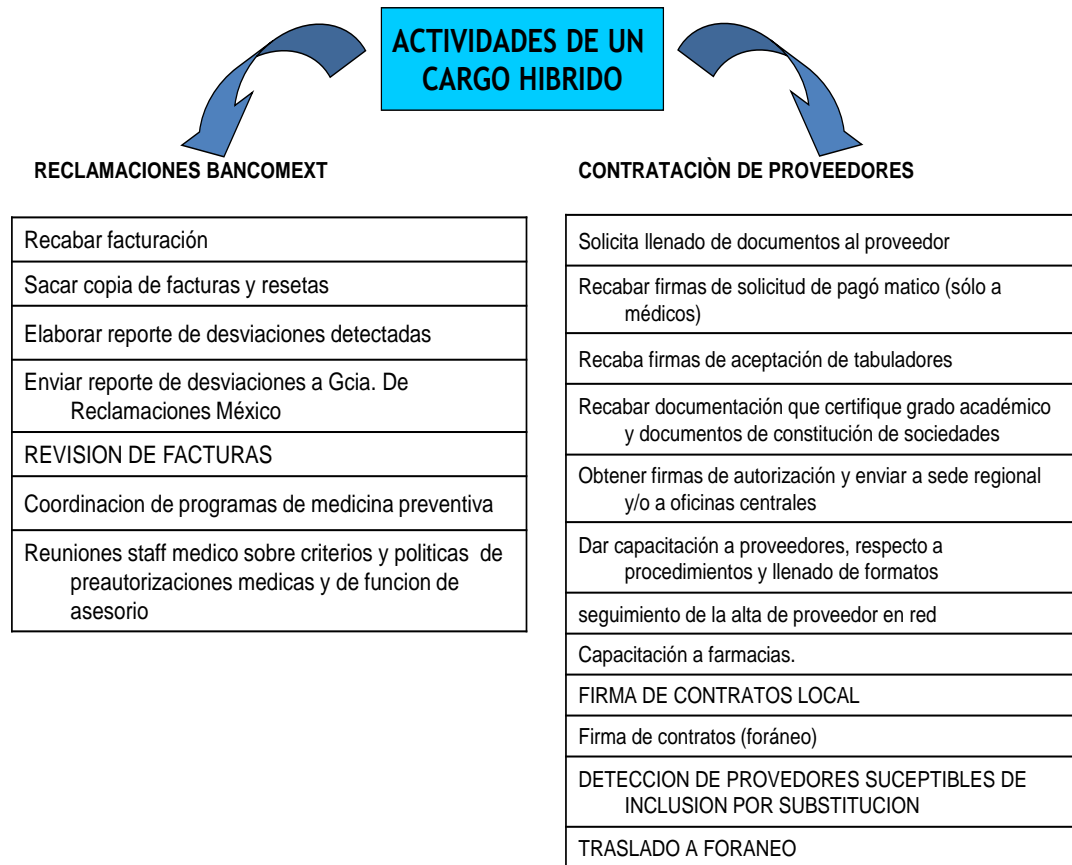 ACTIVIDADES DE UN
CARGO HIBRIDO
RECLAMACIONES BANCOMEXT
Recabar facturación
Sacar copia de facturas y resetas
Elaborar reporte de desviaciones detectadas
Enviar reporte de desviaciones a Gcia. De
Reclamaciones México
REVISION DE FACTURAS
Coordinacion de programas de medicina preventiva
Reuniones staff medico sobre criterios y politicas de
preautorizaciones medicas y de funcion de
asesorio
CONTRATACIÒN DE PROVEEDORES
Solicita llenado de documentos al proveedor
Recabar firmas de solicitud de pagó matico (sólo a
médicos)
Recaba firmas de aceptación de tabuladores
Recabar documentación que certifique grado académico
y documentos de constitución de sociedades
Obtener firmas de autorización y enviar a sede regional
y/o a oficinas centrales
Dar capacitación a proveedores, respecto a
procedimientos y llenado de formatos
seguimiento de la alta de proveedor en red
Capacitación a farmacias.
FIRMA DE CONTRATOS LOCAL
Firma de contratos (foráneo)
DETECCION DE PROVEDORES SUCEPTIBLES DE
INCLUSION POR SUBSTITUCION
TRASLADO A FORANEO